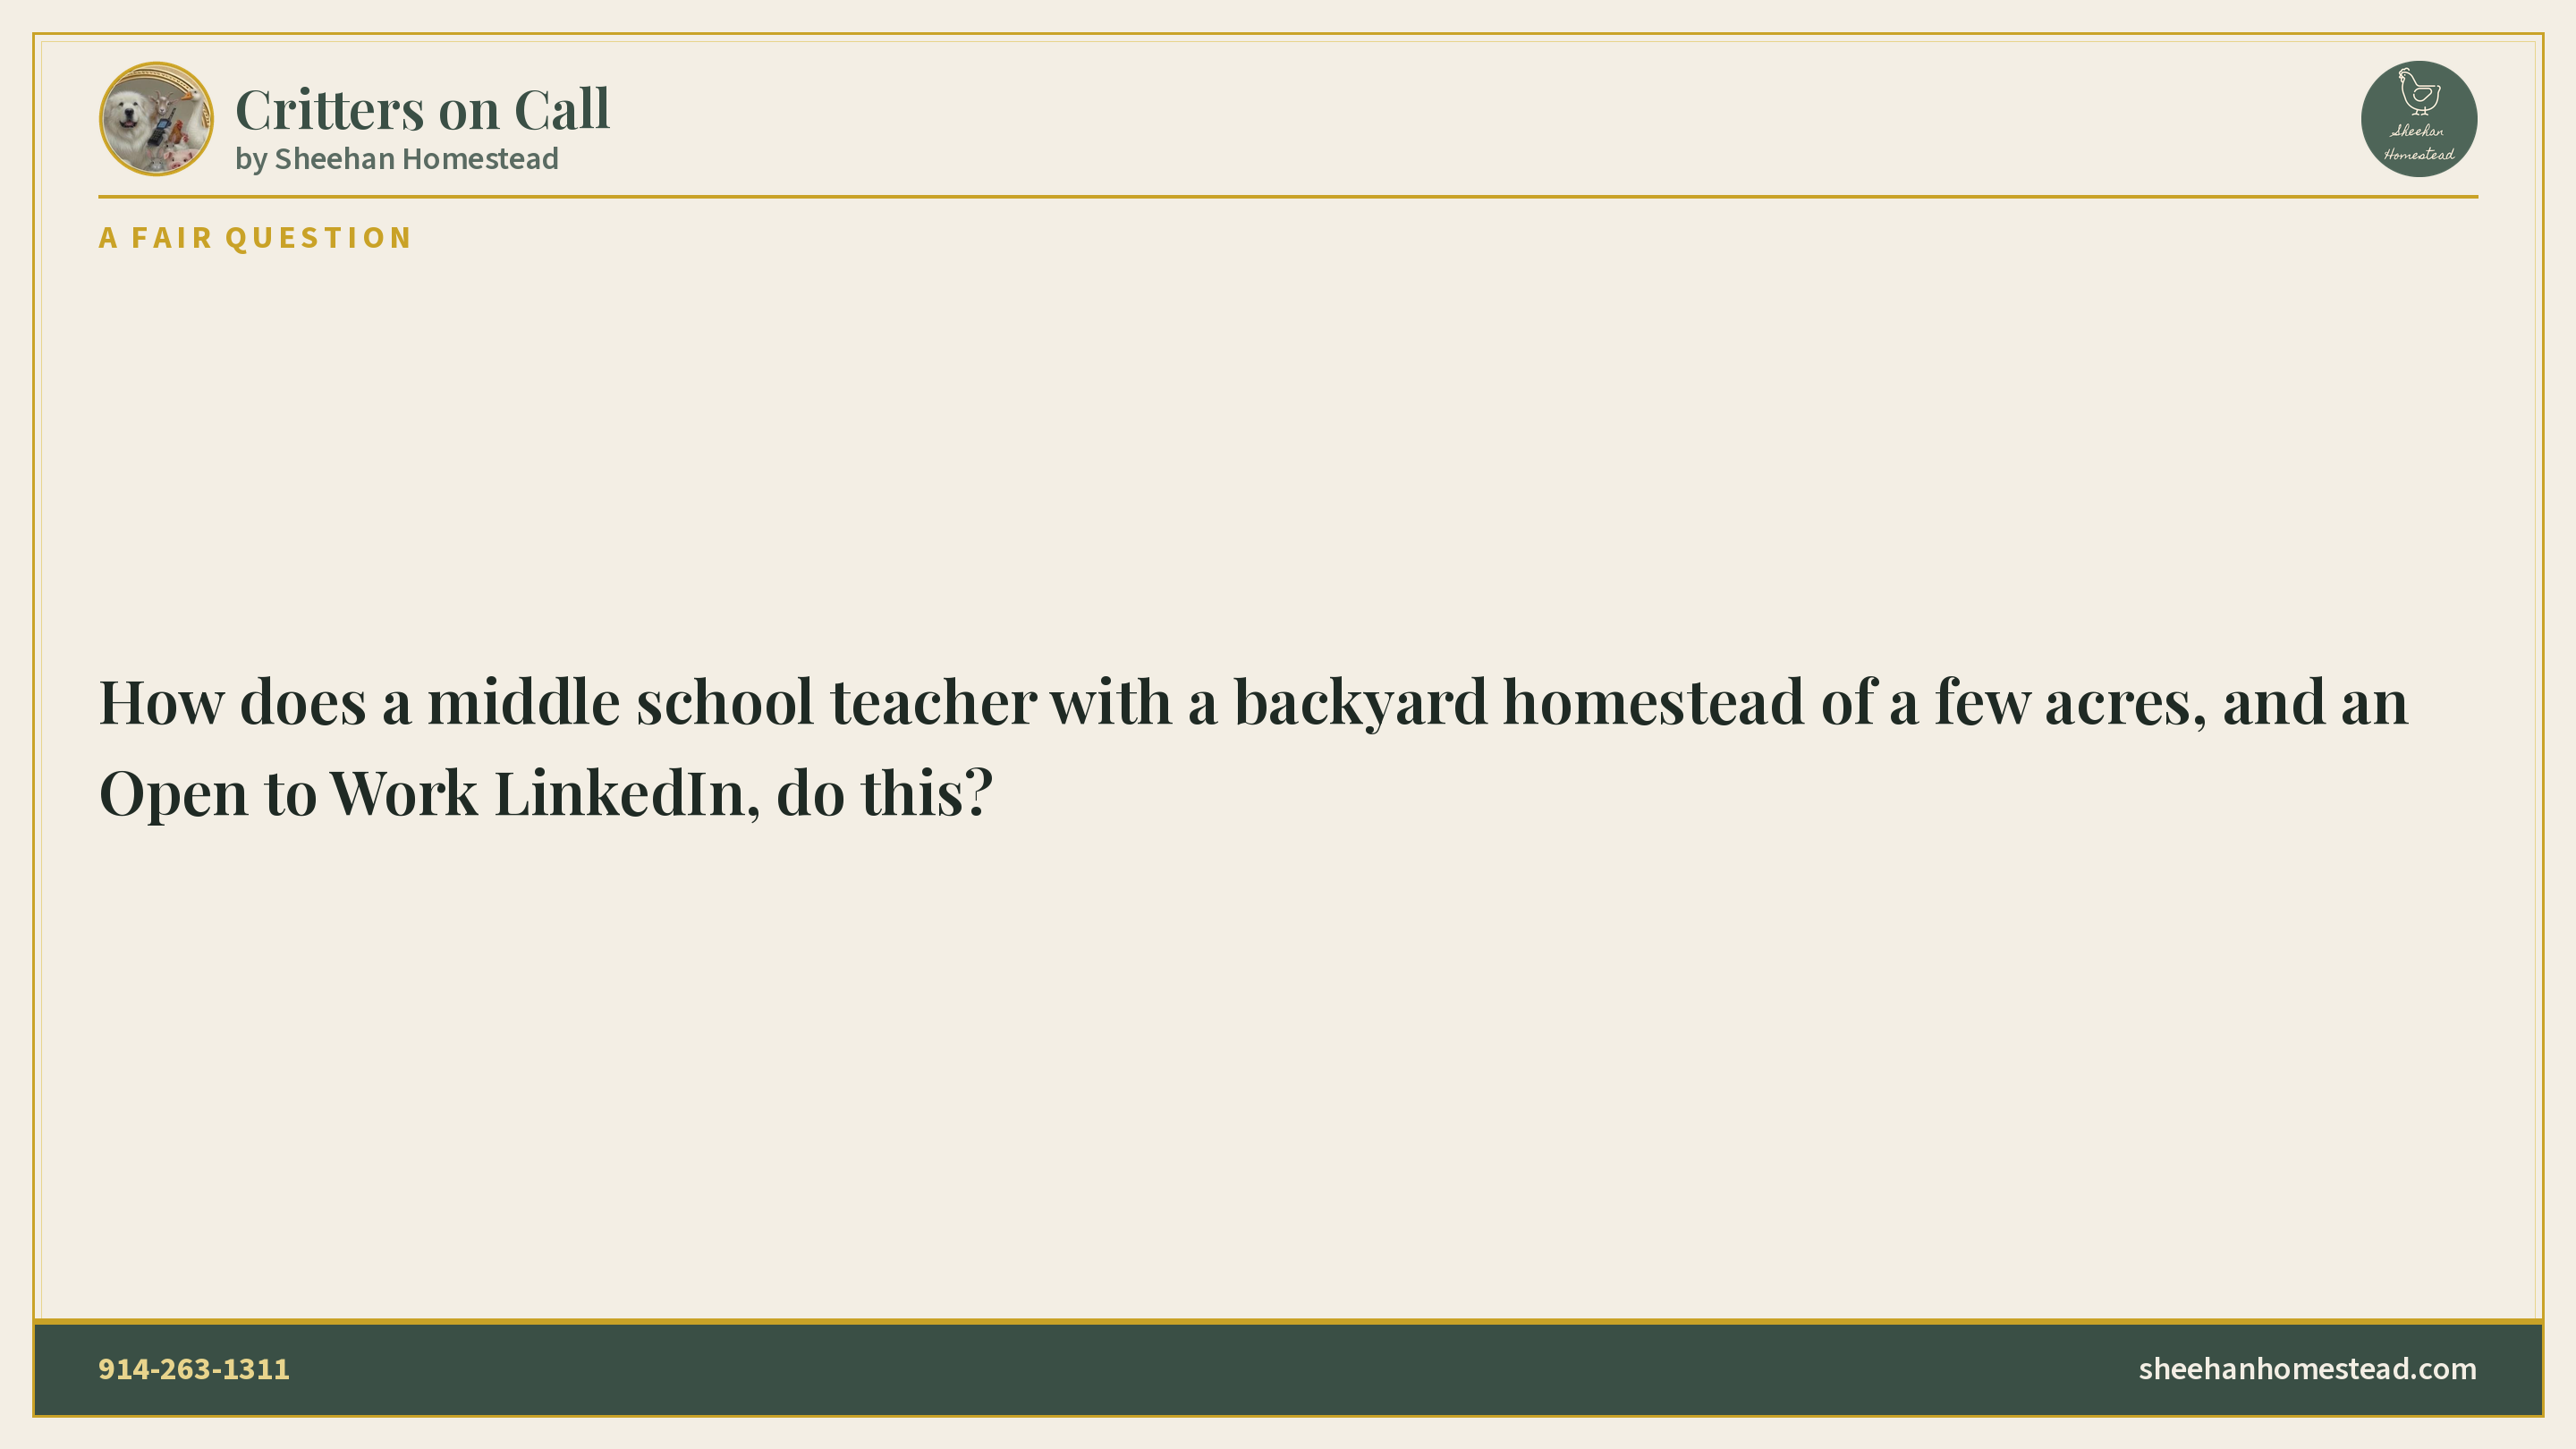 Critters on Call
by Sheehan Homestead
Sheehan
Homestead
A FAIR QUESTION
How does a middle school teacher with a backyard homestead of a few acres, and an
Open to Work LinkedIn, do this?
914-263-1311
sheehanhomestead.com